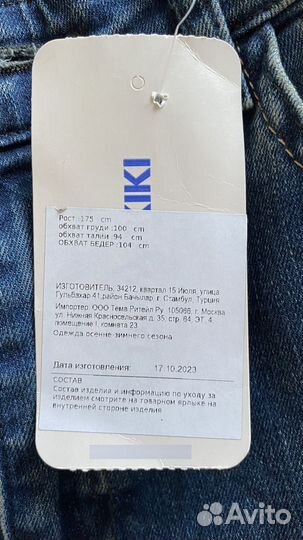 KIKI
Рост :175 cm
обхват груди :100 cm
обхват талии :94 cm
ОБХВАТ БЕДЕР :104 cm
ИЗГОТОВИТЕЛЬ: 34212, квартал 15 Июля, улица
Гульбахар 41,район Бачылар, г. Стамбул, Турция
Импортер: ООО Тема Ритейл Ру. 105066, г. Москва
ул. Нижняя Красносельская д. 35, стр. 64, ЭТ. 4
помещение I, комната 23
Одежда осенне-зимнего сезона
Дата изготовления: 17.10.2023
СОСТАВ
Состав изделия и информацию по уходу за
изделием смотрите на товарном ярлыке на
внутренней стороне изделия
Avito